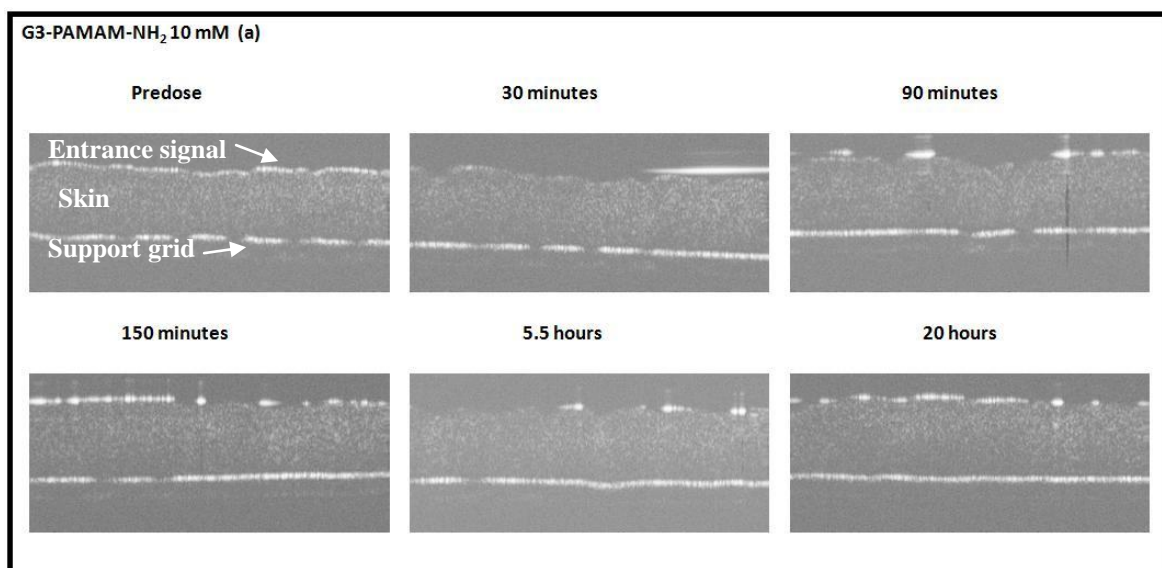 G3-PAMAM-NH₂ 10 mM (a)
Predose
30 minutes
90 minutes
Entrance signal
Skin
Support grid
150 minutes
5.5 hours
20 hours